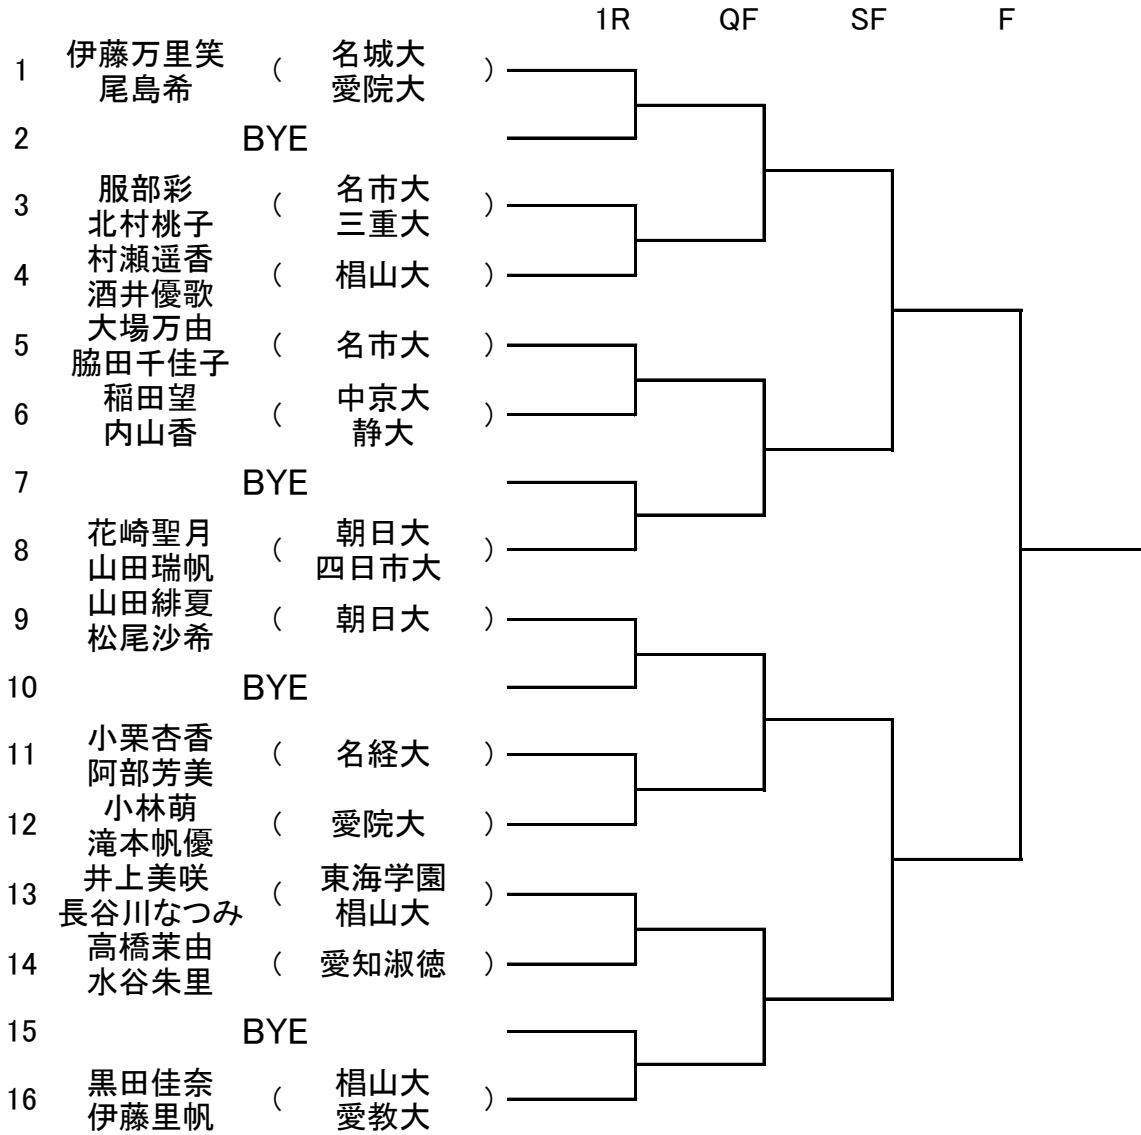 1R QF SF F
1 伊藤万里笑 ( 名城大 )
尾島希 愛院大
2 BYE
3 服部彩 ( 名市大 )
北村桃子 三重大
4 村瀬遥香 ( 椙山大 )
酒井優歌
5 大場万由 ( 名市大 )
脇田千佳子
6 稲田望 ( 中京大 )
内山香 静大
7 BYE
8 花崎聖月 ( 朝日大 )
山田瑞帆 四日市大
9 山田緋夏 ( 朝日大 )
松尾沙希
10 BYE
11 小栗杏香 ( 名経大 )
阿部芳美
12 小林萌 ( 愛院大 )
滝本帆優
13 井上美咲 ( 東海学園 )
長谷川なつみ 椙山大
14 高橋茉由 ( 愛知淑徳 )
水谷朱里
15 BYE
16 黒田佳奈 ( 椙山大 )
伊藤里帆 愛教大